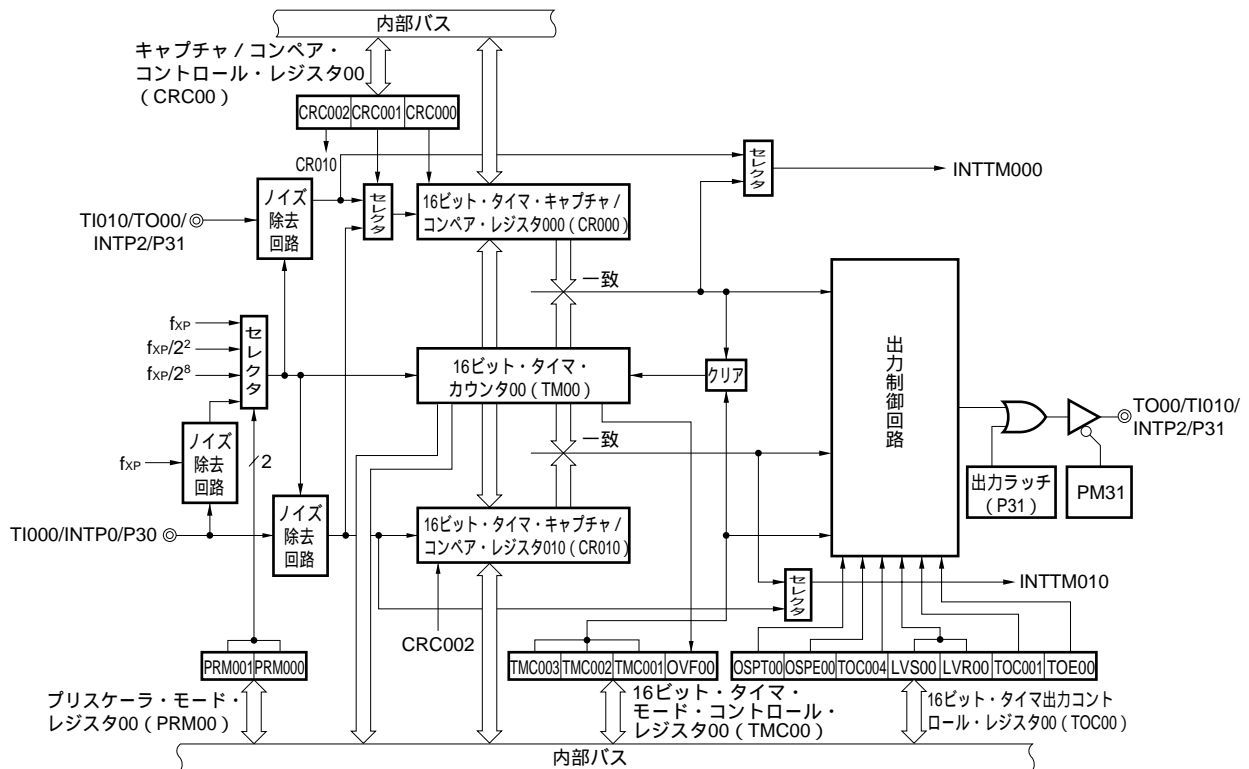 内部バス
キャプチャ / コンペア・
コントロール・レジスタ00
( CRC00 )
CRC002 CRC001 CRC000
CR010
セレクタ
INTTM000
ノイズ
除去
回路
セレクタ
16ビット・タイマ・キャプチャ /
コンペア・レジスタ000 ( CR000 )
TI010/TO00/
INTP2/P31
一致
fXP
fXP/2²
fXP/2⁸
セレクタ
16ビット・タイマ・
カウンタ00 ( TM00 )
クリア
出力制御回路
TO00/TI010/
INTP2/P31
fXP
ノイズ
除去
回路
2
一致
出力ラッチ
( P31 )
PM31
TI000/INTP0/P30
ノイズ
除去
回路
16ビット・タイマ・キャプチャ /
コンペア・レジスタ010 ( CR010 )
セレクタ
INTTM010
CRC002
PRM001 PRM000
TMC003 TMC002 TMC001 OVF00
OSPT00 OSPE00 TOC004 LVS00 LVR00 TOC001 TOE00
プリスケーラ・モード・
レジスタ00 ( PRM00 )
16ビット・タイマ・
モード・コントロール・
レジスタ00 ( TMC00 )
16ビット・タイマ出力コント
ロール・レジスタ00 ( TOC00 )
内部バス